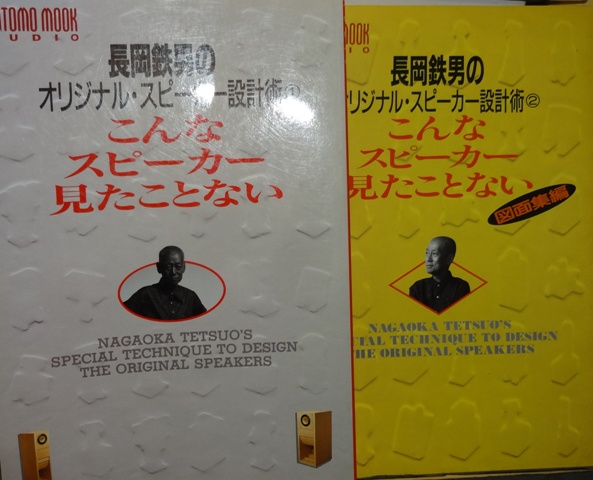 TOMO MOOK
UDIO
長岡鉄男の
オリジナル・スピーカー設計術①
こんな
スピーカー
見たことない
NAGAOKA TETSUO'S
SPECIAL TECHNIQUE TO DESIGN
THE ORIGINAL SPEAKERS
MOOK
IO
長岡鉄男の
リジナル・スピーカー設計術②
こんな
スピーカー
見たことない
図面集編
NAGAOKA TETSUO'S
IAL TECHNIQUE TO DESIGN
HE ORIGINAL SPEAKERS